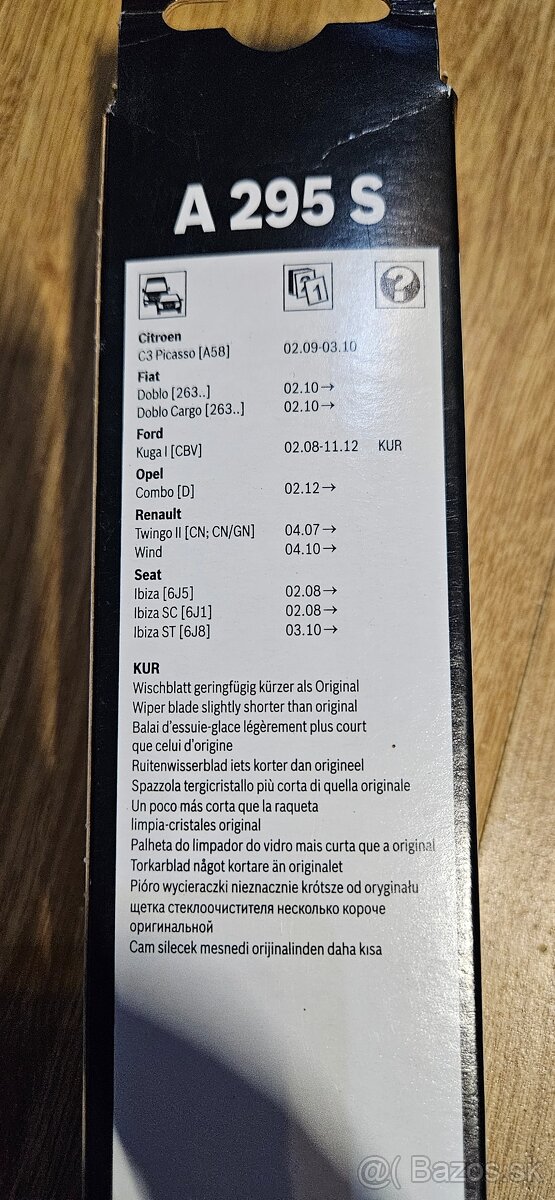 A 295 S
Citroen
C3 Picasso [A58] 02.09-03.10
Fiat
Doblo [263..] 02.10→
Doblo Cargo [263..] 02.10→
Ford
Kuga I [CBV] 02.08-11.12 KUR
Opel
Combo [D] 02.12→
Renault
Twingo II [CN; CN/GN] 04.07→
Wind 04.10→
Seat
Ibiza [6J5] 02.08→
Ibiza SC [6J1] 02.08→
Ibiza ST [6J8] 03.10→
KUR
Wischblatt geringfügig kürzer als Original
Wiper blade slightly shorter than original
Balai d'essuie-glace légèrement plus court
que celui d'origine
Ruitenwisserblad iets korter dan origineel
Spazzola tergicristallo più corta di quella originale
Un poco más corta que la raqueta
limpia-cristales original
Palheta do limpador do vidro mais curta que a original
Torkarblad något kortare än originalet
Pióro wycieraczki nieznacznie krótsze od oryginału
щетка стеклоочистителя несколько короче
оригинальной
Cam silecek mesnedi orijinalinden daha kısa
@( Bazos.sk